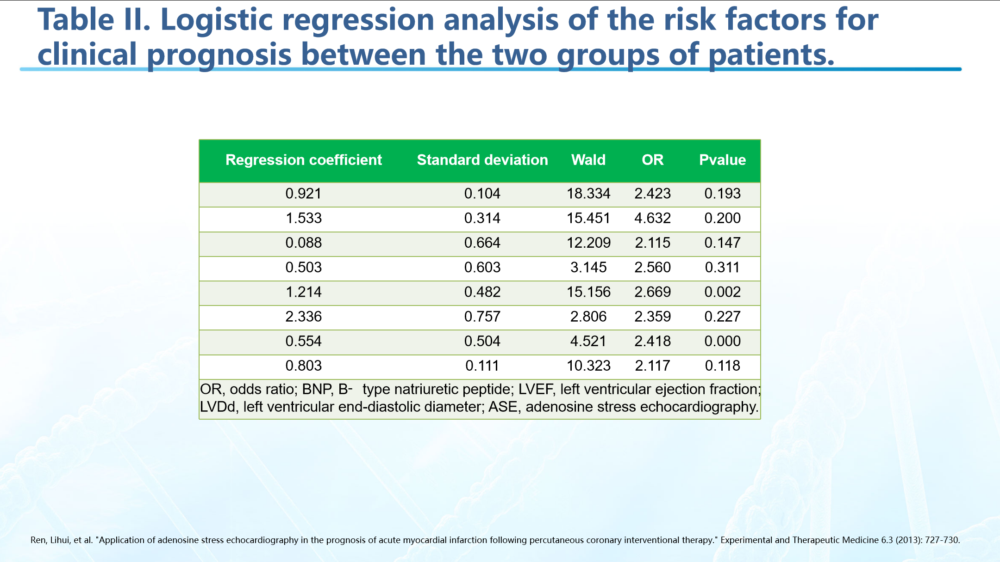 Table II. Logistic regression analysis of the risk factors for
clinical prognosis between the two groups of patients.
Regression coefficient Standard deviation Wald OR Pvalue
0.921 0.104 18.334 2.423 0.193
1.533 0.314 15.451 4.632 0.200
0.088 0.664 12.209 2.115 0.147
0.503 0.603 3.145 2.560 0.311
1.214 0.482 15.156 2.669 0.002
2.336 0.757 2.806 2.359 0.227
0.554 0.504 4.521 2.418 0.000
0.803 0.111 10.323 2.117 0.118
OR, odds ratio; BNP, B- type natriuretic peptide; LVEF, left ventricular ejection fraction;
LVDd, left ventricular end-diastolic diameter; ASE, adenosine stress echocardiography.
Ren, Lihui, et al. "Application of adenosine stress echocardiography in the prognosis of acute myocardial infarction following percutaneous coronary interventional therapy." Experimental and Therapeutic Medicine 6.3 (2013): 727-730.